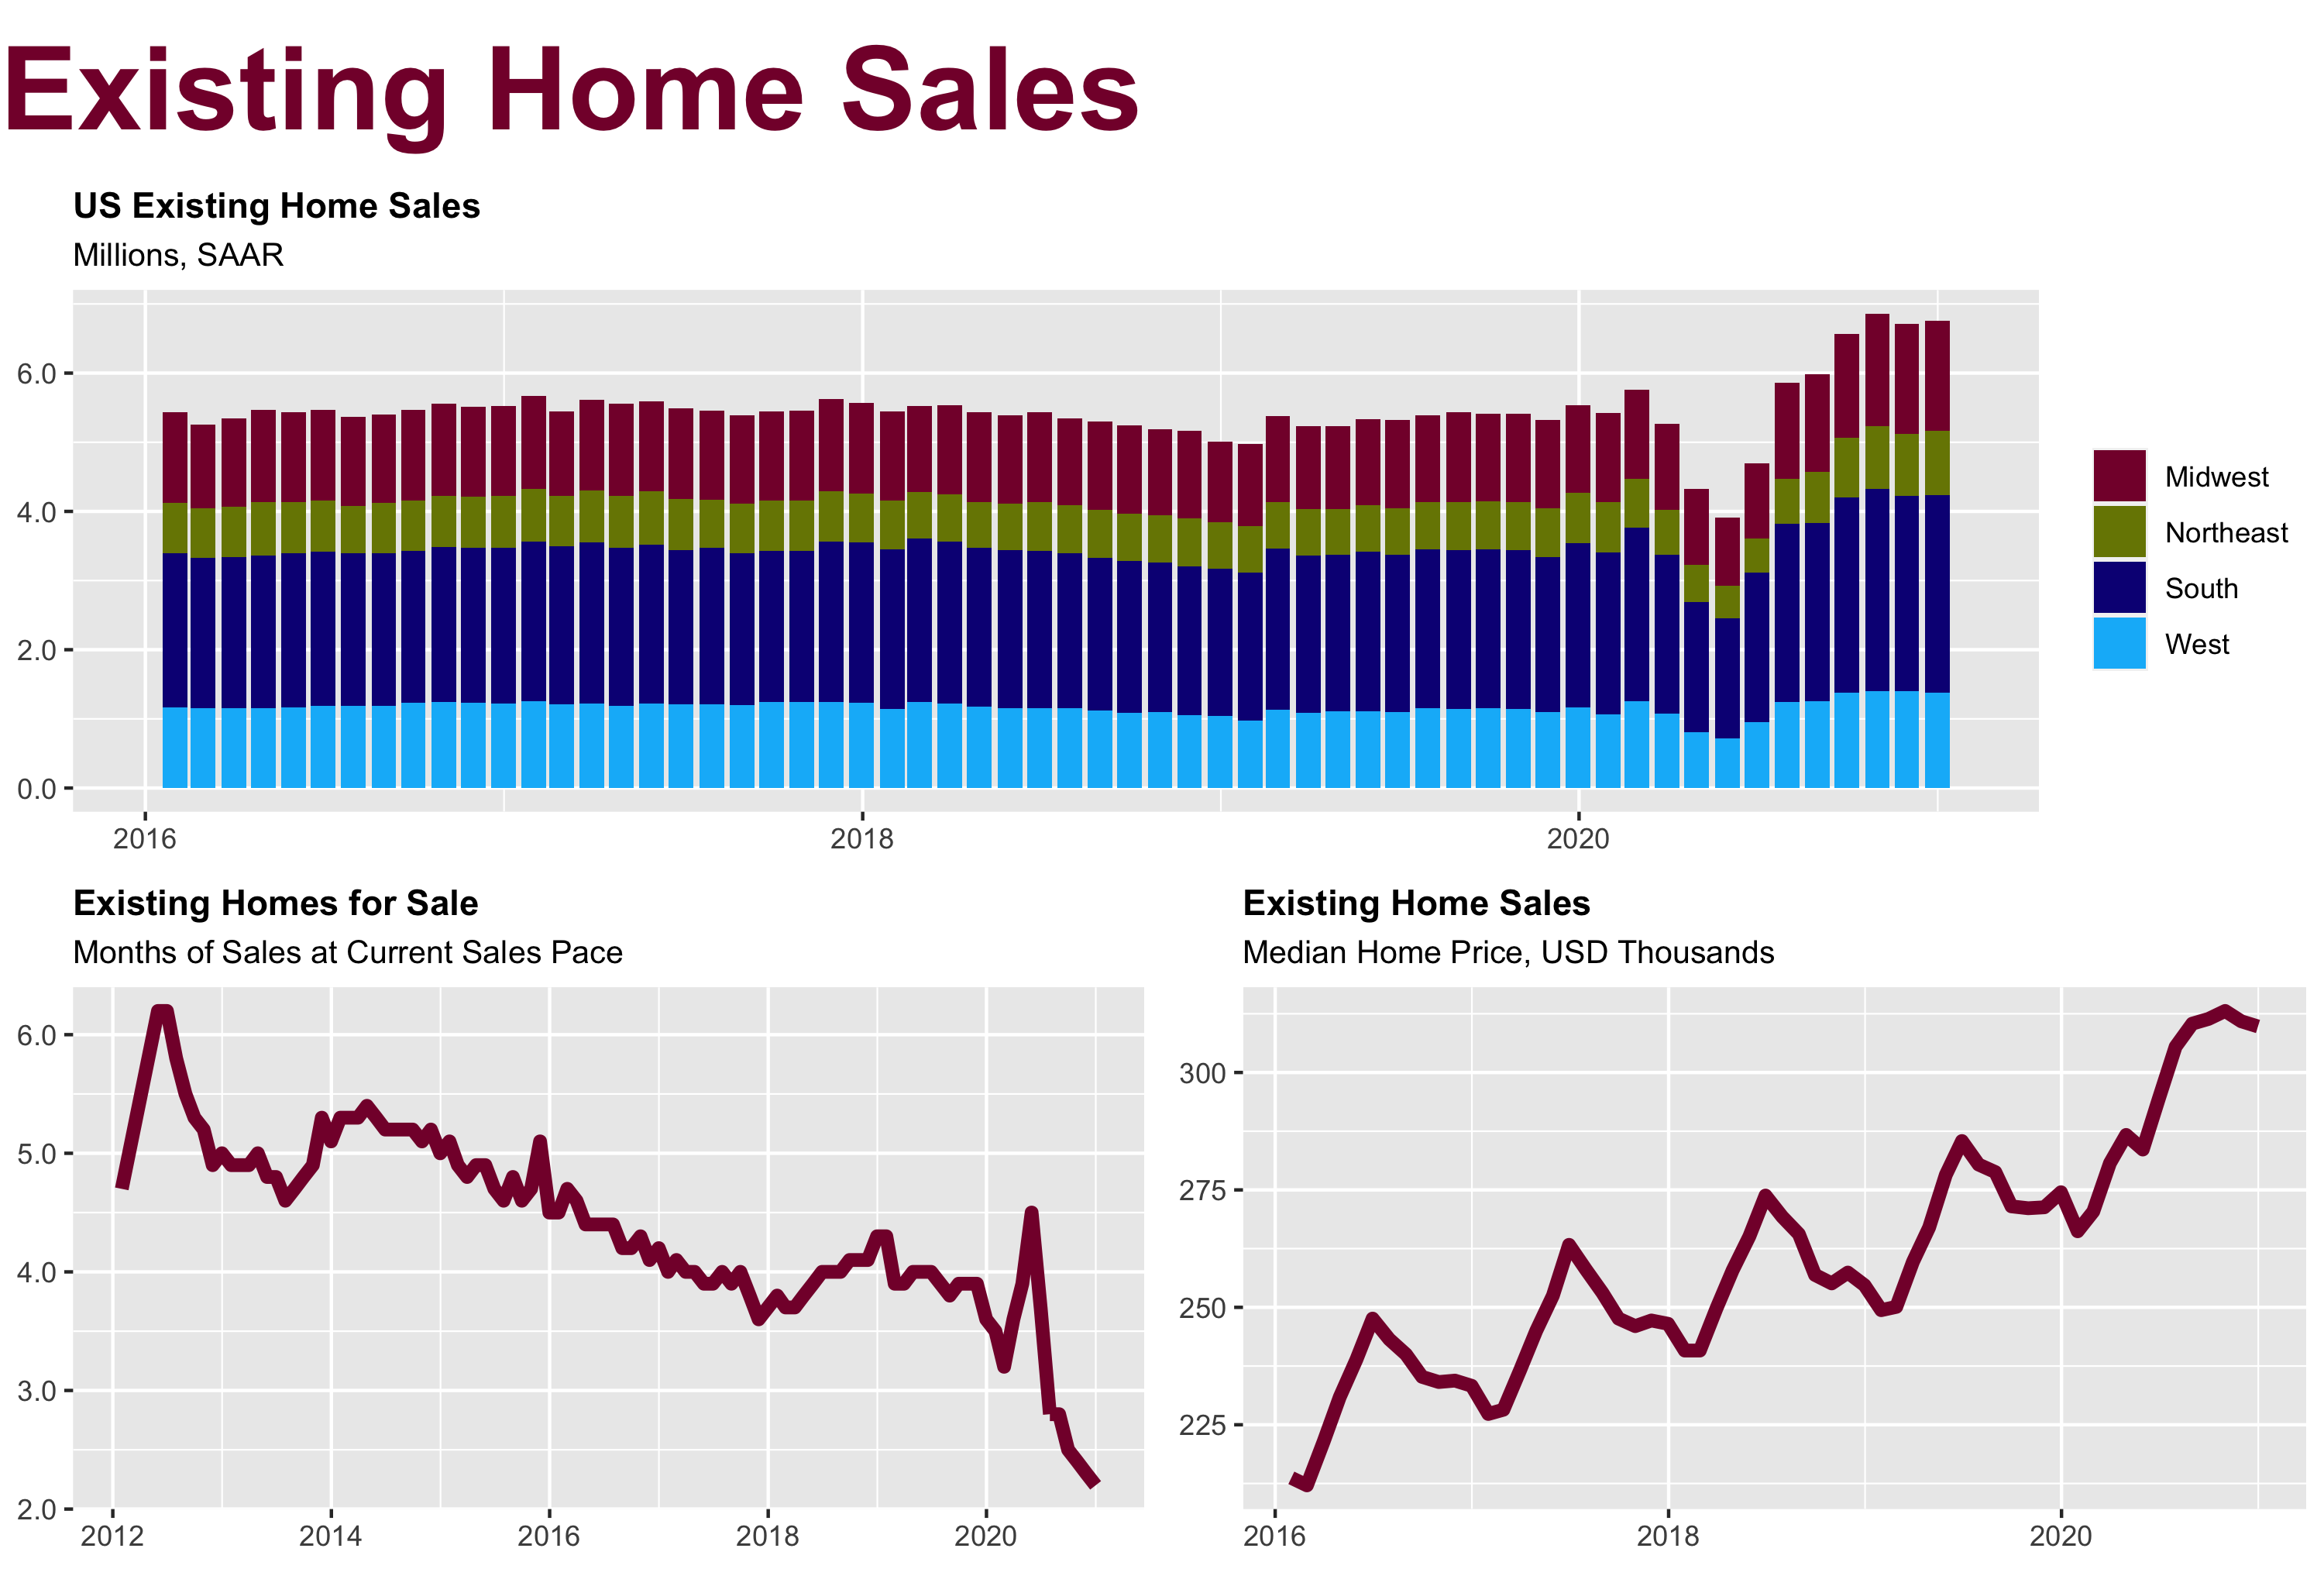 Existing Home Sales
US Existing Home Sales
Millions, SAAR
6.0
4.0
2.0
0.0
2016
2018
2020
Midwest
Northeast
South
West
Existing Homes for Sale
Months of Sales at Current Sales Pace
6.0
5.0
4.0
3.0
2.0
2012
2014
2016
2018
2020
Existing Home Sales
Median Home Price, USD Thousands
300
275
250
225
2016
2018
2020